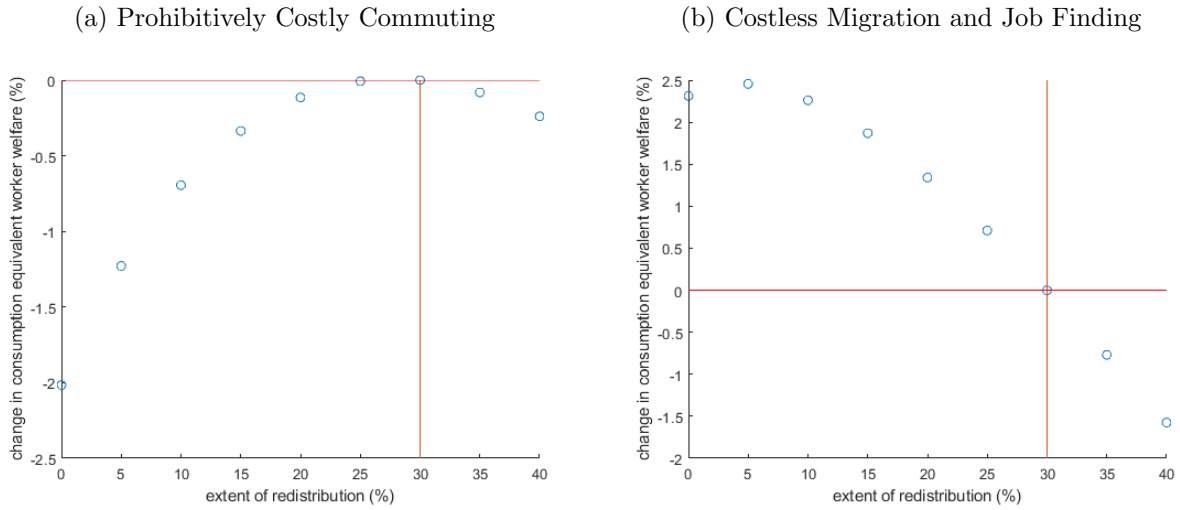 (a) Prohibitively Costly Commuting
change in consumption equivalent worker welfare (%)
0
-0.5
-1
-1.5
-2
-2.5
0 5 10 15 20 25 30 35 40
extent of redistribution (%)
(b) Costless Migration and Job Finding
change in consumption equivalent worker welfare (%)
2.5
2
1.5
1
0.5
0
-0.5
-1
-1.5
-2
0 5 10 15 20 25 30 35 40
extent of redistribution (%)